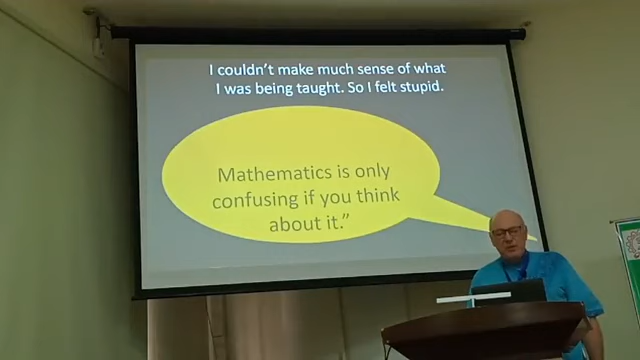 I couldn't make much sense of what
I was being taught. So I felt stupid.
Mathematics is only
confusing if you think
about it.”